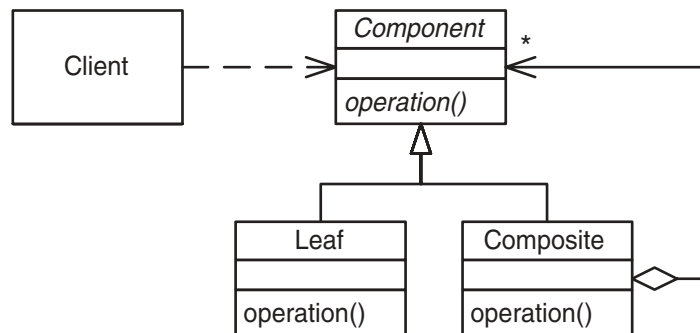 Component
*
Client
operation()
Leaf
Composite
operation()
operation()